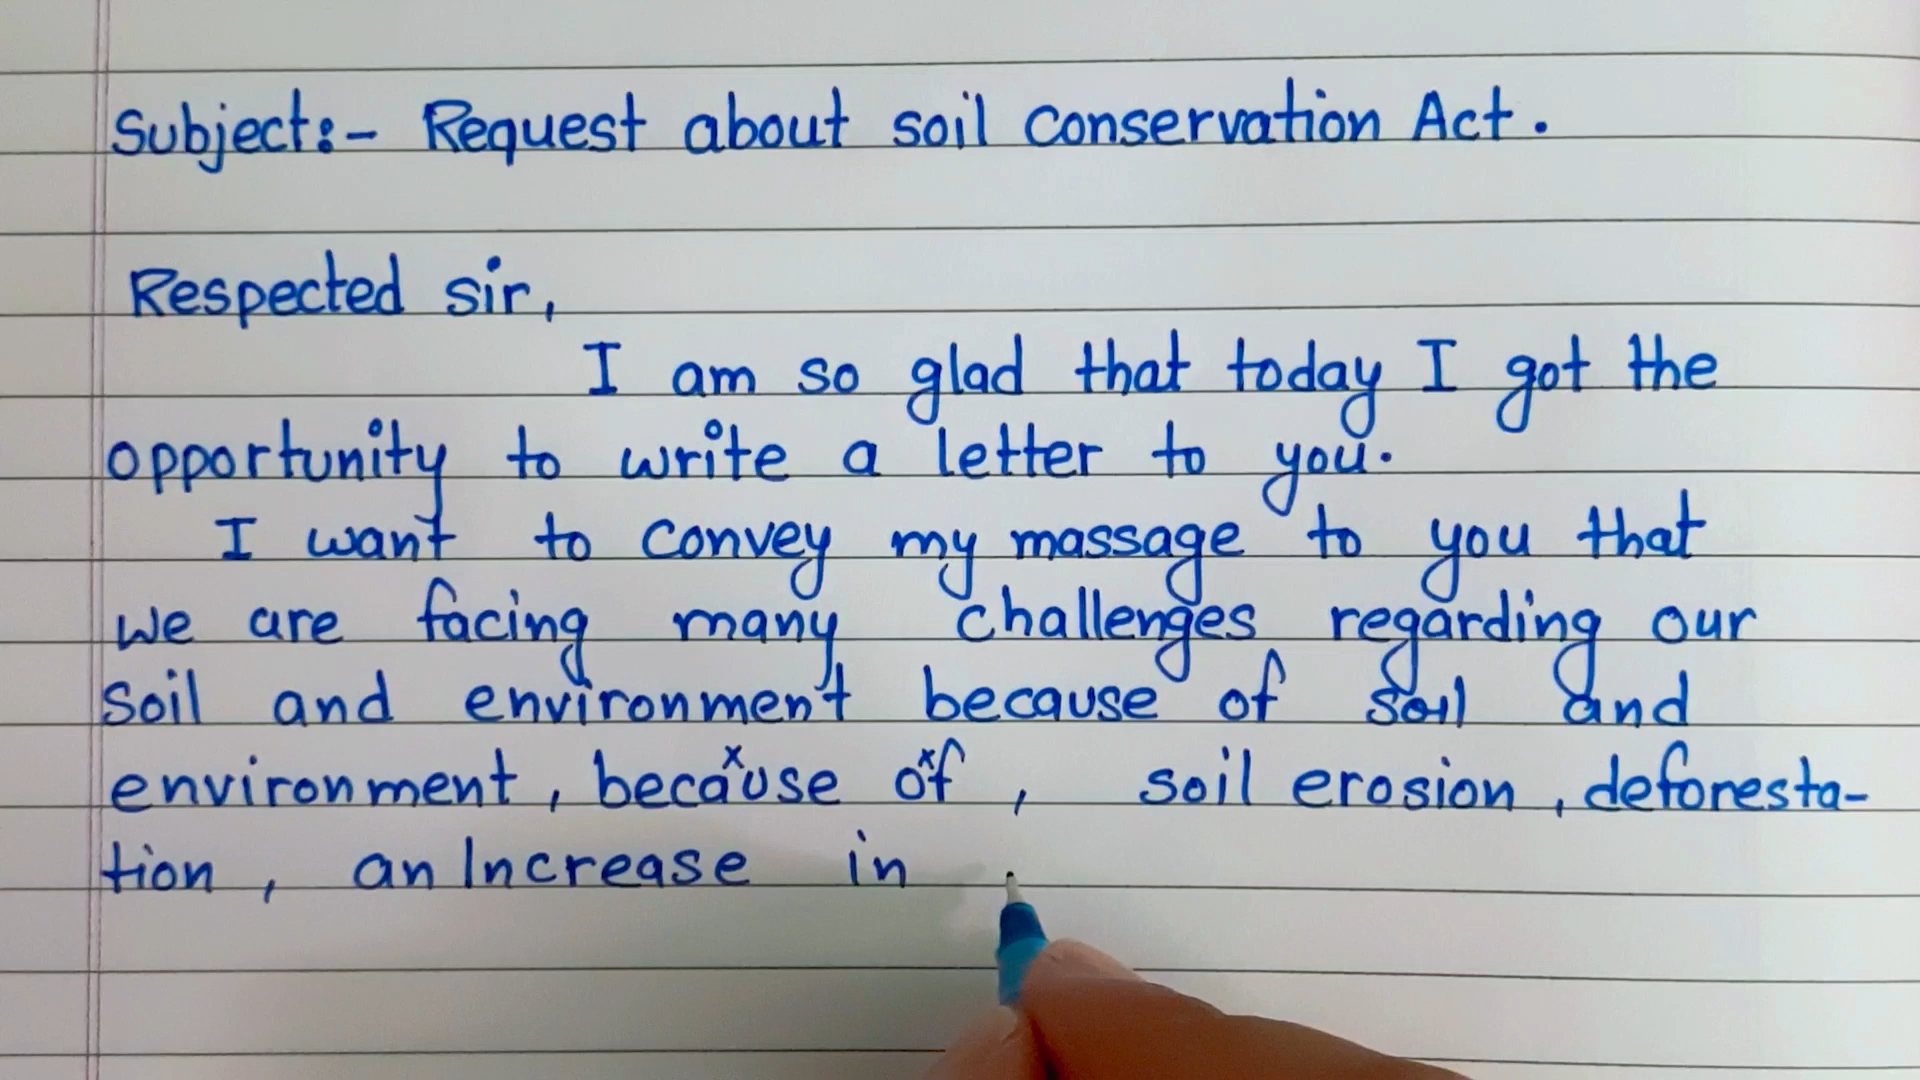 Subject:- Request about soil conservation Act.
Respected sir,
I am so glad that today I got the
opportunity to write a letter to you.
I want to convey my massage to you that
we are facing many challenges regarding our
soil and environment because of soil and
environment, because of, soil erosion, deforesta-
tion, an Increase in